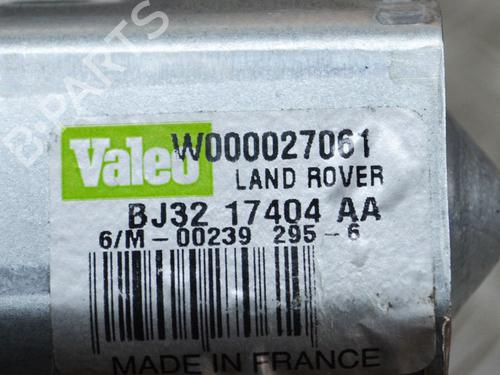 B-PARTS
Valeo W000027061
LAND ROVER
BJ32 17404 AA
6/M-00239 295-6
MADE IN FRANCE